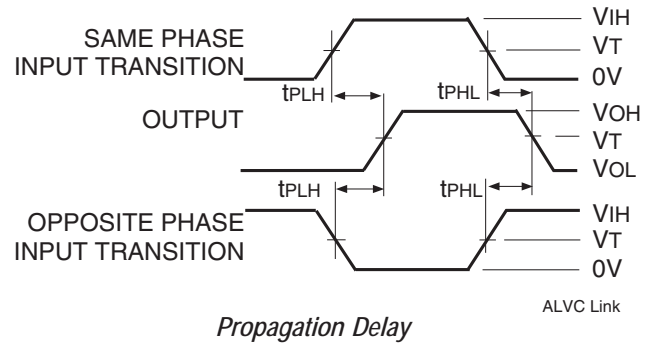 SAME PHASE
INPUT TRANSITION
VIH
VT
0V
tPLH
tPHL
OUTPUT
VOH
VT
VOL
tPLH
tPHL
OPPOSITE PHASE
INPUT TRANSITION
VIH
VT
0V
ALVC Link
Propagation Delay